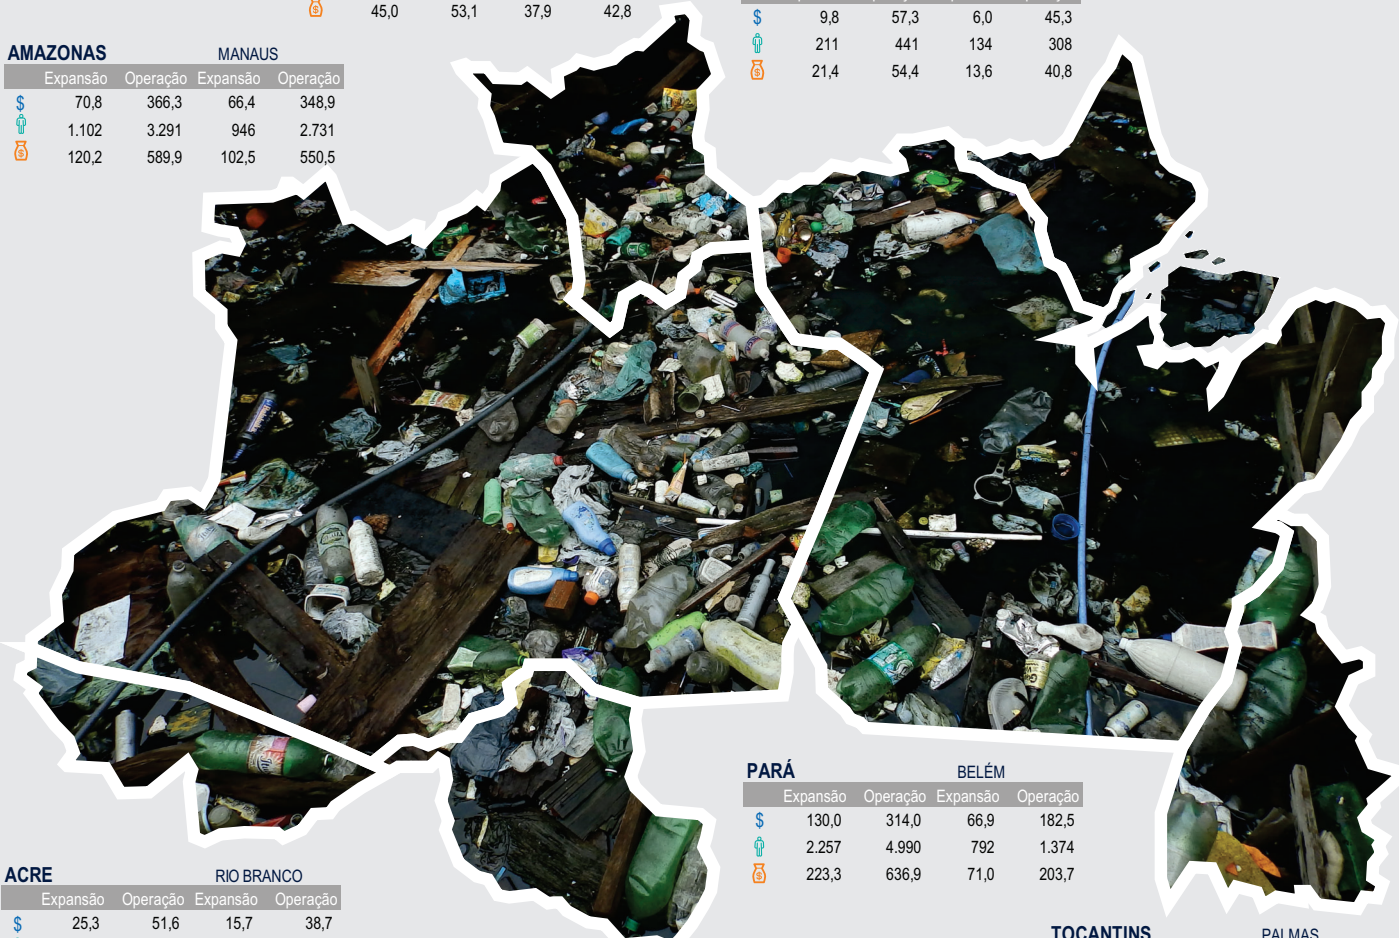 45,0 53,1 37,9 42,8
9,8 57,3 6,0 45,3
211 441 134 308
21,4 54,4 13,6 40,8
AMAZONAS MANAUS
Expansão Operação Expansão Operação
$ 70,8 366,3 66,4 348,9
1.102 3.291 946 2.731
120,2 589,9 102,5 550,5
PARÁ BELÉM
Expansão Operação Expansão Operação
$ 130,0 314,0 66,9 182,5
2.257 4.990 792 1.374
223,3 636,9 71,0 203,7
ACRE RIO BRANCO
Expansão Operação Expansão Operação
$ 25,3 51,6 15,7 38,7
TOCANTINS PALMAS